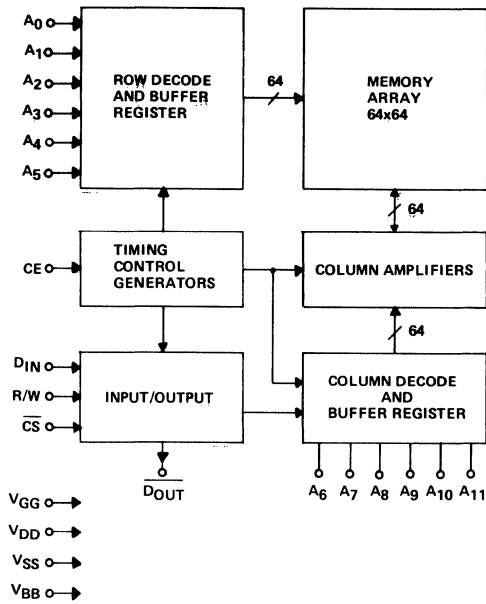 A0
A1
A2
A3
A4
A5
ROW DECODE
AND BUFFER
REGISTER
64
MEMORY
ARRAY
64x64
64
CE
TIMING
CONTROL
GENERATORS
COLUMN AMPLIFIERS
64
DIN
R/W
CS
INPUT/OUTPUT
COLUMN DECODE
AND
BUFFER REGISTER
DOUT
A6 A7 A8 A9 A10 A11
VGG
VDD
VSS
VBB